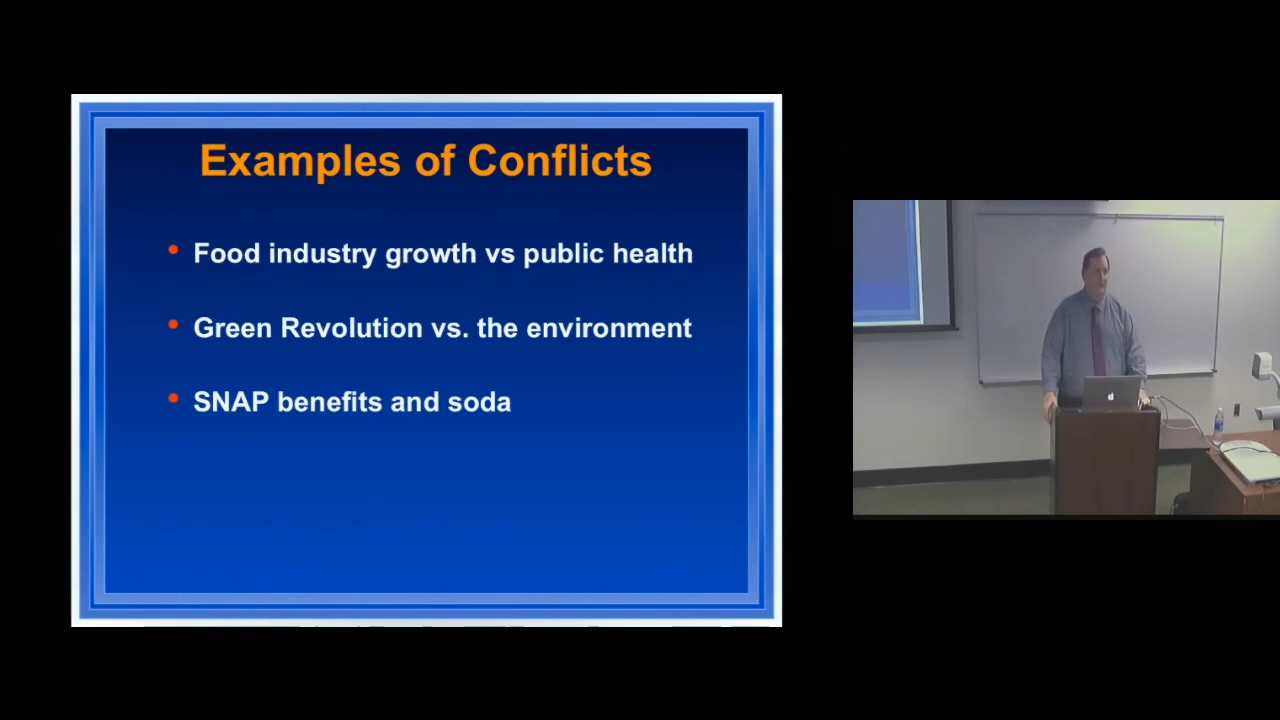 Examples of Conflicts
Food industry growth vs public health
Green Revolution vs. the environment
SNAP benefits and soda